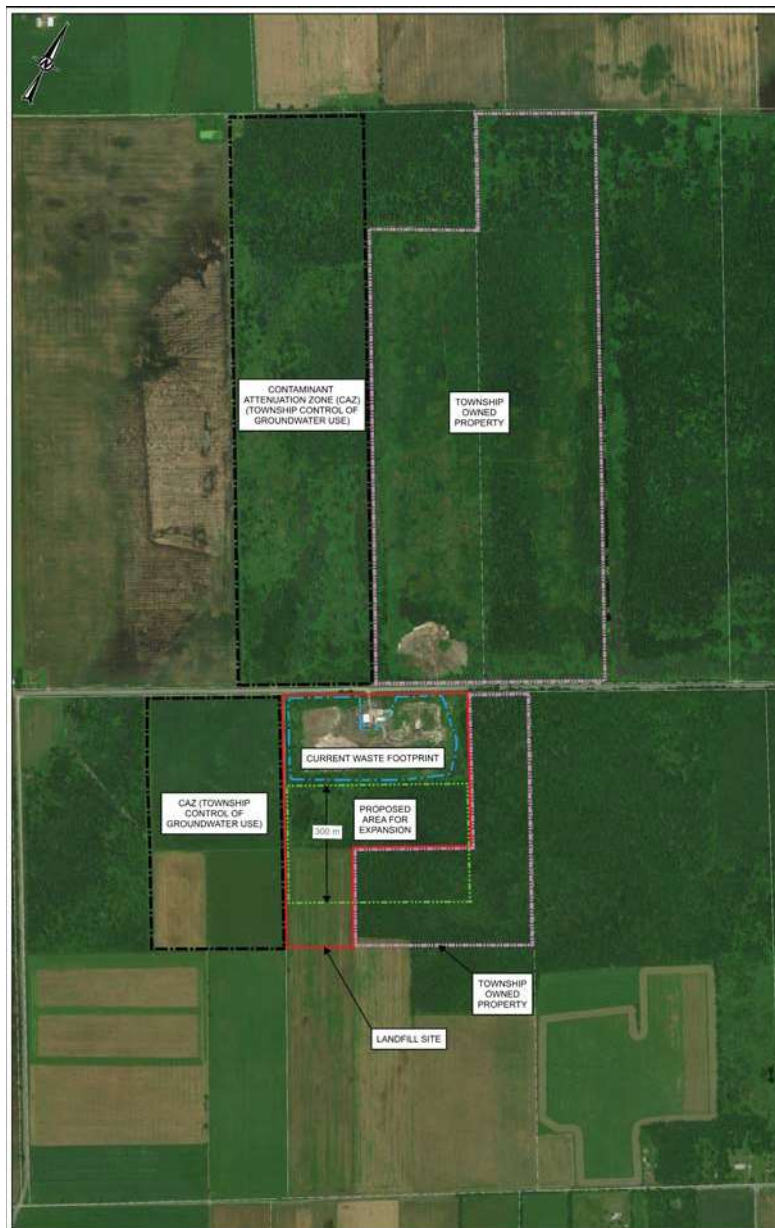 CONTAMINANT
ATTENUATION ZONE (CAZ)
(TOWNSHIP CONTROL OF
GROUNDWATER USE)
TOWNSHIP
OWNED
PROPERTY
CURRENT WASTE FOOTPRINT
CAZ (TOWNSHIP
CONTROL OF
GROUNDWATER USE)
300 m
PROPOSED
AREA FOR
EXPANSION
TOWNSHIP
OWNED
PROPERTY
LANDFILL SITE